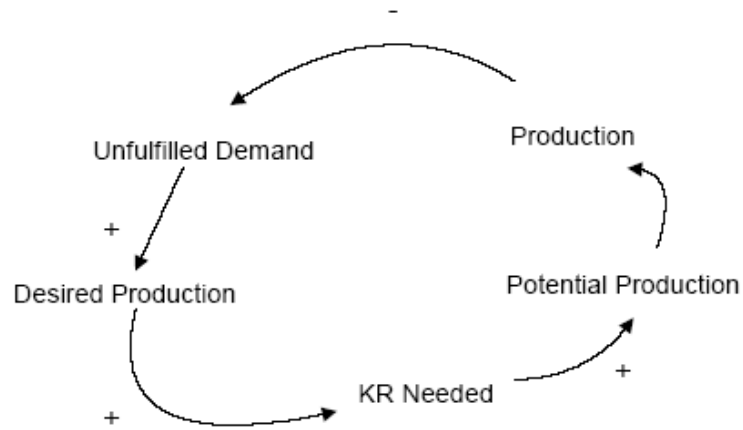 -
Production
Unfulfilled Demand
+
Desired Production
Potential Production
+
KR Needed
+